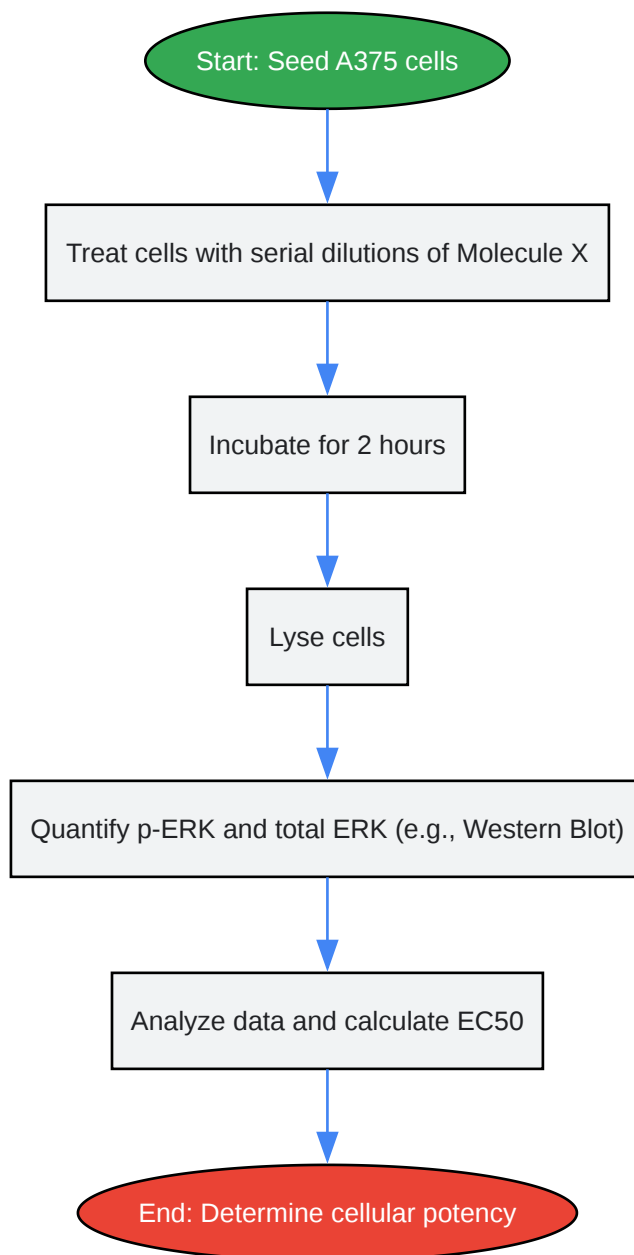 Start: Seed A375 cells
Treat cells with serial dilutions of Molecule X
Incubate for 2 hours
Lyse cells
Quantify p-ERK and total ERK (e.g., Western Blot)
Analyze data and calculate EC50
End: Determine cellular potency